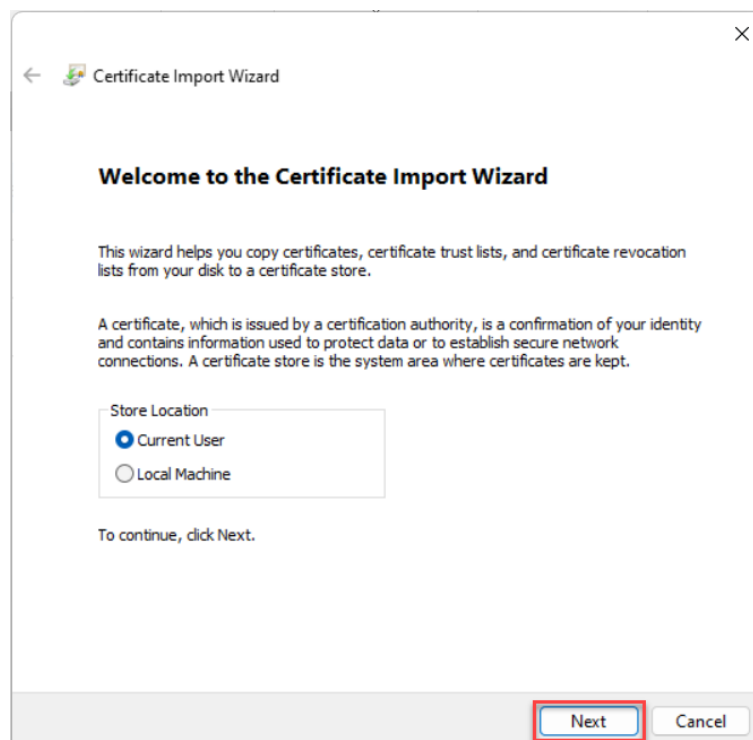 Certificate Import Wizard
Welcome to the Certificate Import Wizard
This wizard helps you copy certificates, certificate trust lists, and certificate revocation
lists from your disk to a certificate store.
A certificate, which is issued by a certification authority, is a confirmation of your identity
and contains information used to protect data or to establish secure network
connections. A certificate store is the system area where certificates are kept.
Store Location
Current User
Local Machine
To continue, click Next.
Next
Cancel